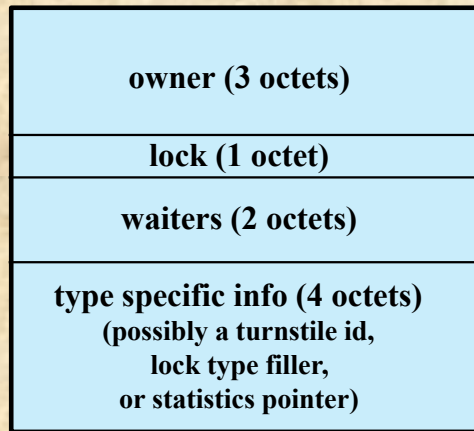 owner (3 octets)
lock (1 octet)
waiters (2 octets)
type specific info (4 octets)
(possibly a turnstile id,
lock type filler,
or statistics pointer)